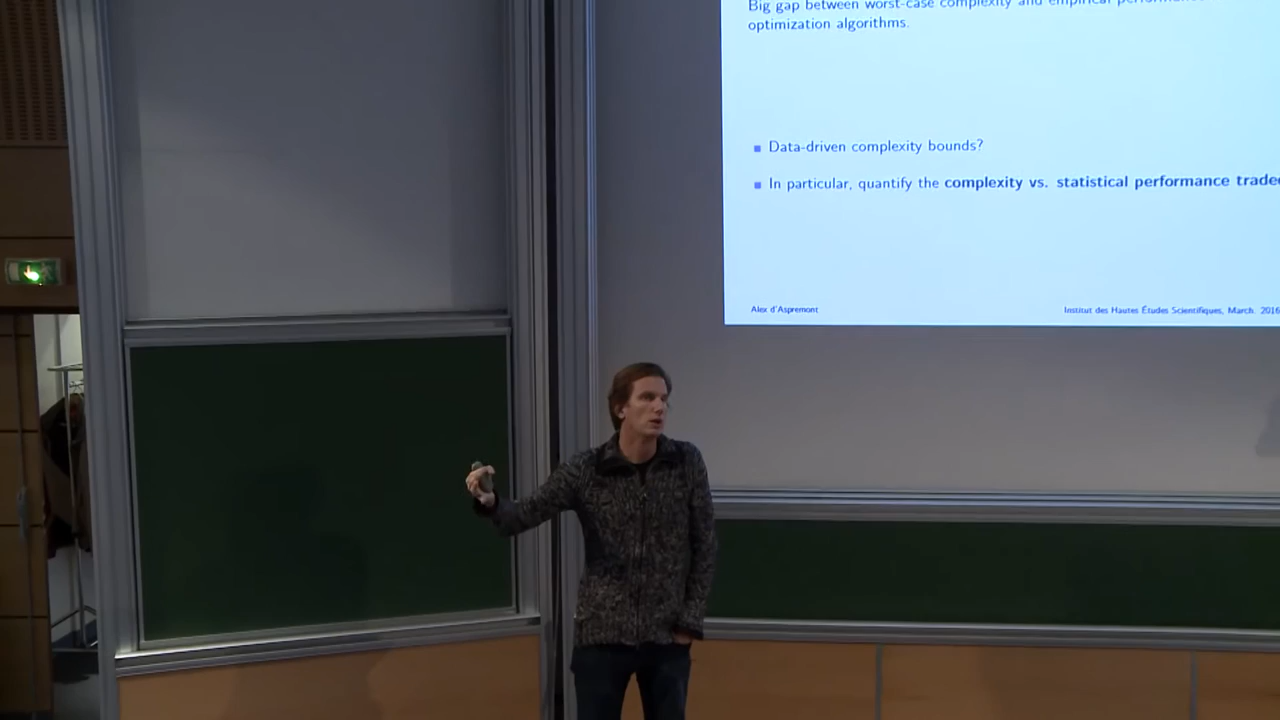 Big gap between worst-case complexity and empirical
optimization algorithms.
Data-driven complexity bounds?
In particular, quantify the complexity vs. statistical performance
Alex d'Aspremont
Institut des Hautes Études Scientifiques, March. 2016